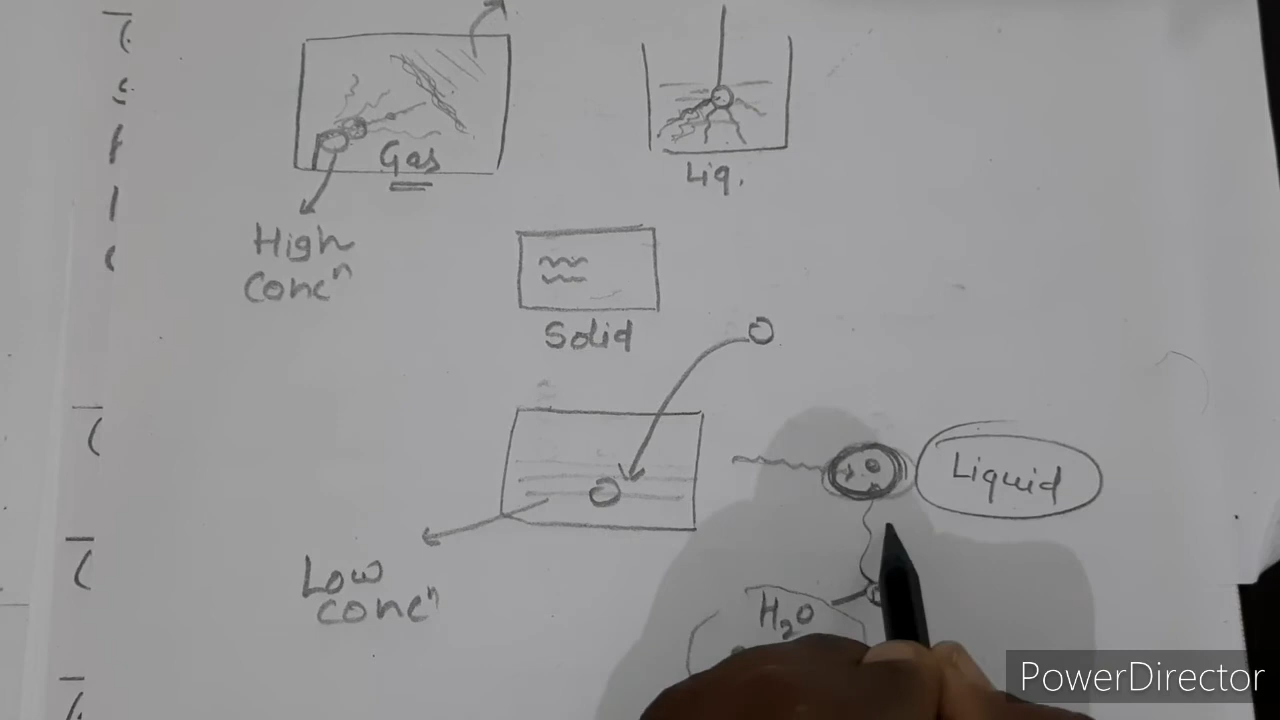 Gas
Liq.
High
Concⁿ
Solid
Liquid
Low
Concⁿ
H₂O
PowerDirector